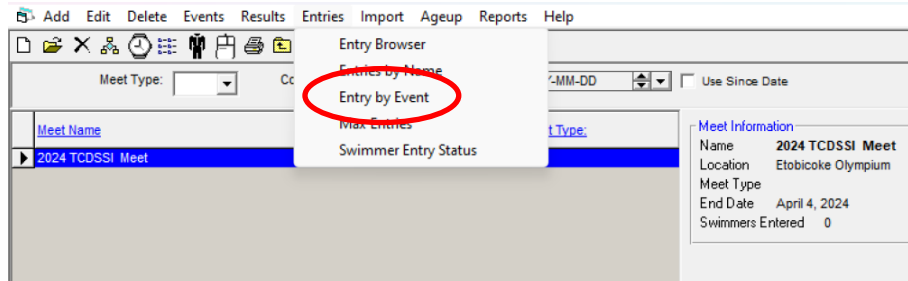 Add Edit Delete Events Results Entries Import Ageup Reports Help
Entry Browser
Entries by Name
Entry by Event
Max Entries
Swimmer Entry Status
Meet Type:
-MM-DD
Use Since Date
Meet Name
Type:
2024 TCDSSI Meet
Meet Information
Name 2024 TCDSSI Meet
Location Etobicoke Olympium
Meet Type
End Date April 4, 2024
Swimmers Entered 0